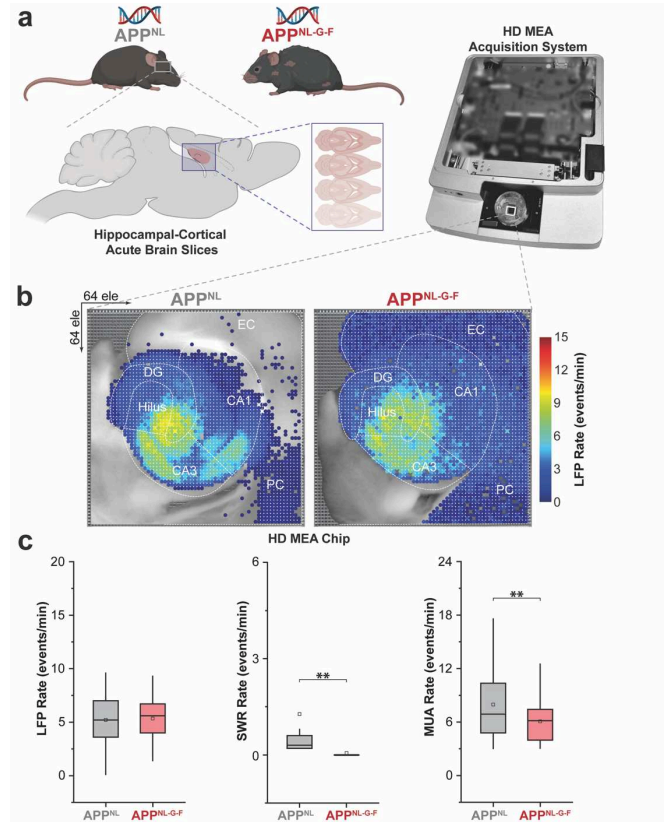 a
APP^NL
APP^NL-G-F
HD MEA
Acquisition System
Hippocampal-Cortical
Acute Brain Slices
b
64 ele
64 ele
APP^NL
APP^NL-G-F
EC
DG
CA1
Hilus
CA3
PC
EC
DG
CA1
Hilus
CA3
PC
15
12
9
6
3
0
LFP Rate (events/min)
HD MEA Chip
c
LFP Rate (events/min)
20
15
10
5
0
APP^NL
APP^NL-G-F
SWR Rate (events/min)
6
3
0
**
APP^NL
APP^NL-G-F
MUA Rate (events/min)
24
18
12
6
0
**
APP^NL
APP^NL-G-F